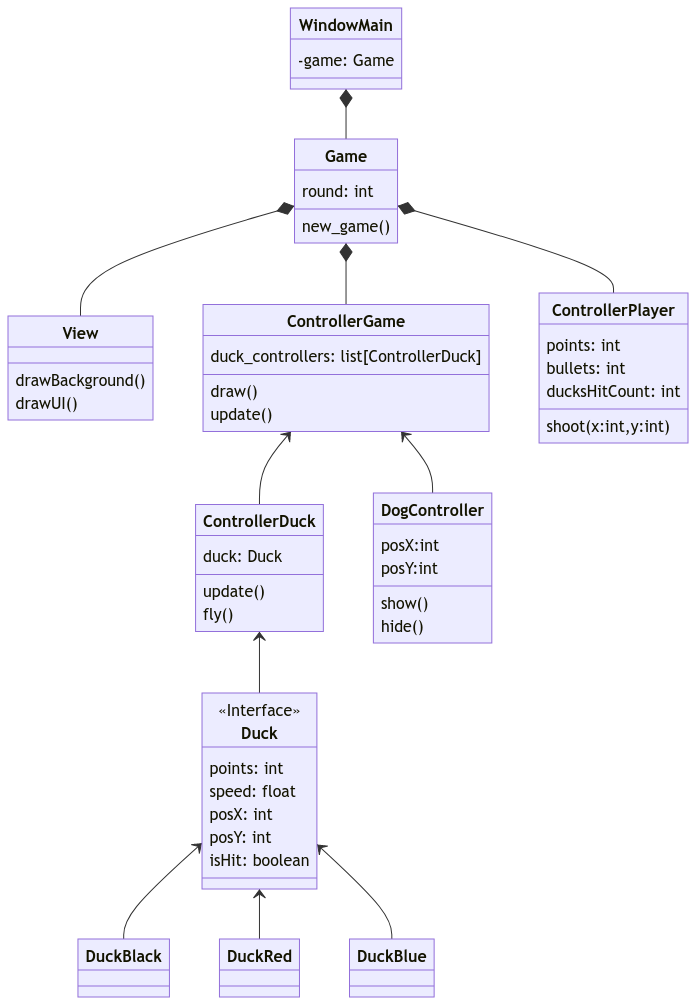 WindowMain
-game: Game
Game
round: int
new_game()
View
drawBackground()
drawUI()
ControllerGame
duck_controllers: list[ControllerDuck]
draw()
update()
ControllerPlayer
points: int
bullets: int
ducksHitCount: int
shoot(x:int,y:int)
ControllerDuck
duck: Duck
update()
fly()
DogController
posX:int
posY:int
show()
hide()
«Interface»
Duck
points: int
speed: float
posX: int
posY: int
isHit: boolean
DuckBlack
DuckRed
DuckBlue